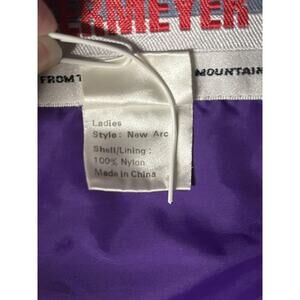 ERMEYER
FROM T MOUNTAIN
Ladies
Style: New Arc
Shell/Lining:
100% Nylon
Made in China